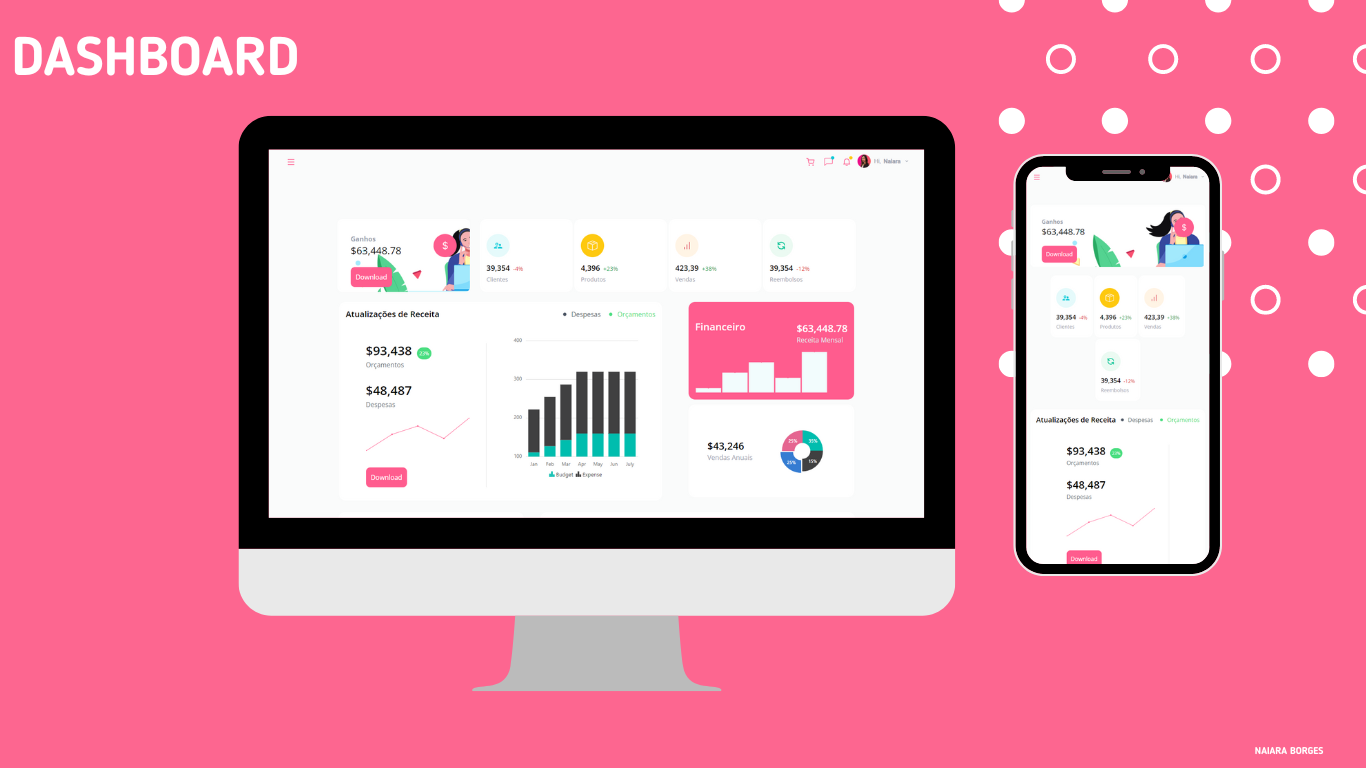 DASHBOARD
Hi, Naiara
Ganhos
$63,448.78
$
Download
39,354 -4%
Clientes
4,396 +23%
Produtos
423,39 +38%
Vendas
39,354 -12%
Reembolsos
Atualizações de Receita
Despesas
Orçamentos
$93,438 23%
Orçamentos
$48,487
Despesas
Download
400
300
200
100
Jan Feb Mar Apr May Jun July
Budget Expense
Financeiro
$63,448.78
Receita Mensal
$43,246
Vendas Anuais
25% 35%
25% 15%
Hi, Naiara
Ganhos
$63,448.78
$
Download
39,354 -4%
Clientes
4,396 +23%
Produtos
423,39 +38%
Vendas
39,354 -12%
Reembolsos
Atualizações de Receita
Despesas
Orçamentos
$93,438 23%
Orçamentos
$48,487
Despesas
Download
NAIARA BORGES